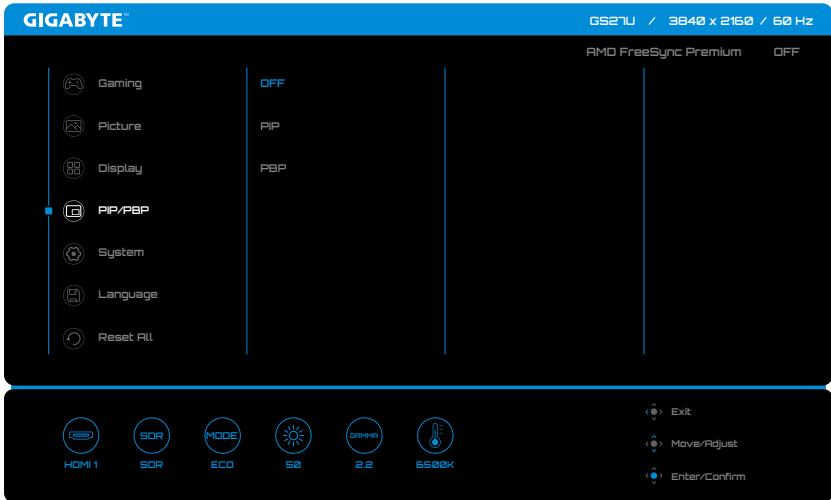 GIGABYTE™ GS27U / 3840 x 2160 / 60 Hz
AMD FreeSync Premium OFF
Gaming OFF
Picture PIP
Display PBP
PIP/PBP
System
Language
Reset All
Exit
SDR MODE GAMMA
Move/Adjust
HDMI 1 SDR ECO 50 2.2 6500K
Enter/Confirm